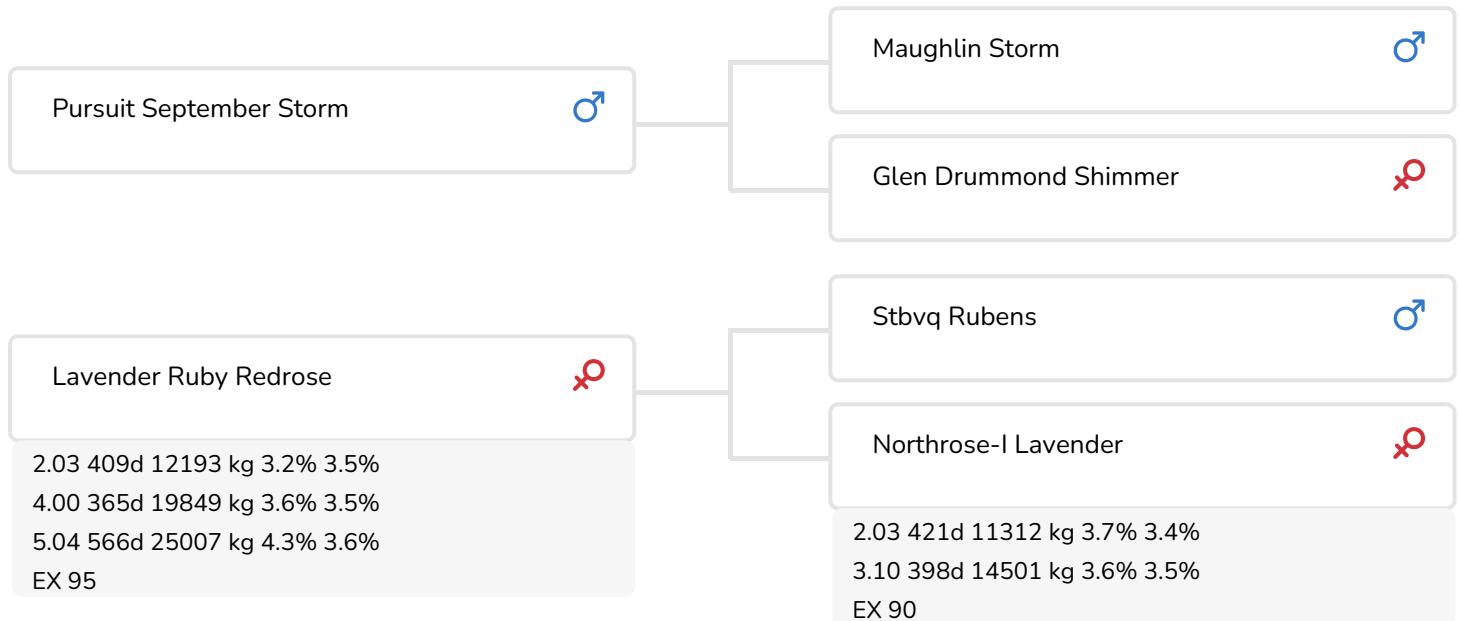 Pursuit September Storm
Maughlin Storm
Glen Drummond Shimmer
Lavender Ruby Redrose
2.03 409d 12193 kg 3.2% 3.5%
4.00 365d 19849 kg 3.6% 3.5%
5.04 566d 25007 kg 4.3% 3.6%
EX 95
Stbvq Rubens
Northrose-I Lavender
2.03 421d 11312 kg 3.7% 3.4%
3.10 398d 14501 kg 3.6% 3.5%
EX 90